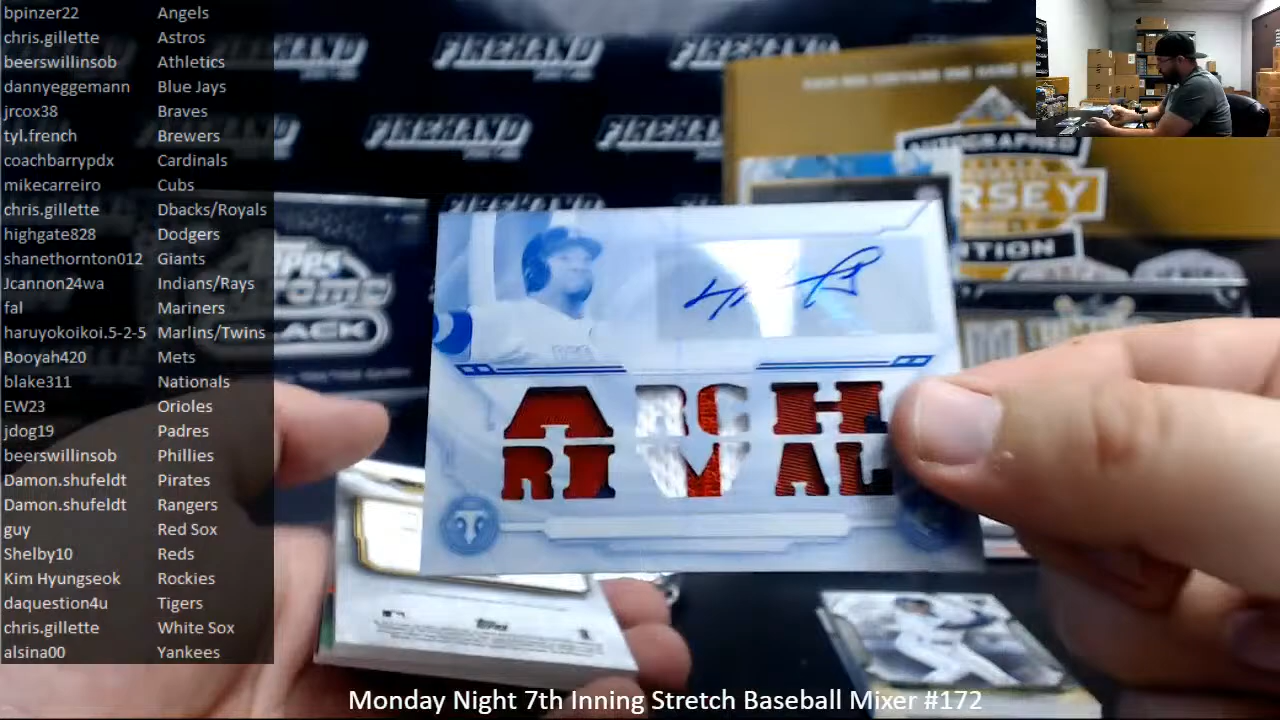 bpinzer22 Angels
chris.gillette Astros
beerswillinsob Athletics
dannyeggemann Blue Jays
jrcox38 Braves
tyl.french Brewers
coachbarrypdx Cardinals
mikecarreiro Cubs
chris.gillette Dbacks/Royals
highgate828 Dodgers
shanethornton012 Giants
Jcannon24wa Indians/Rays
fal Mariners
haruyokoikoi.5-2-5 Marlins/Twins
Booyah420 Mets
blake311 Nationals
EW23 Orioles
jdog19 Padres
beerswillinsob Phillies
Damon.shufeldt Pirates
Damon.shufeldt Rangers
guy Red Sox
Shelby10 Reds
Kim Hyungseok Rockies
daquestion4u Tigers
chris.gillette White Sox
alsina00 Yankees
FIREHAND FIREHAND FIREHAND
FIREHAND FIREHAND
AUTOGRAPHED
ARCH
RIVAL
Monday Night 7th Inning Stretch Baseball Mixer #172